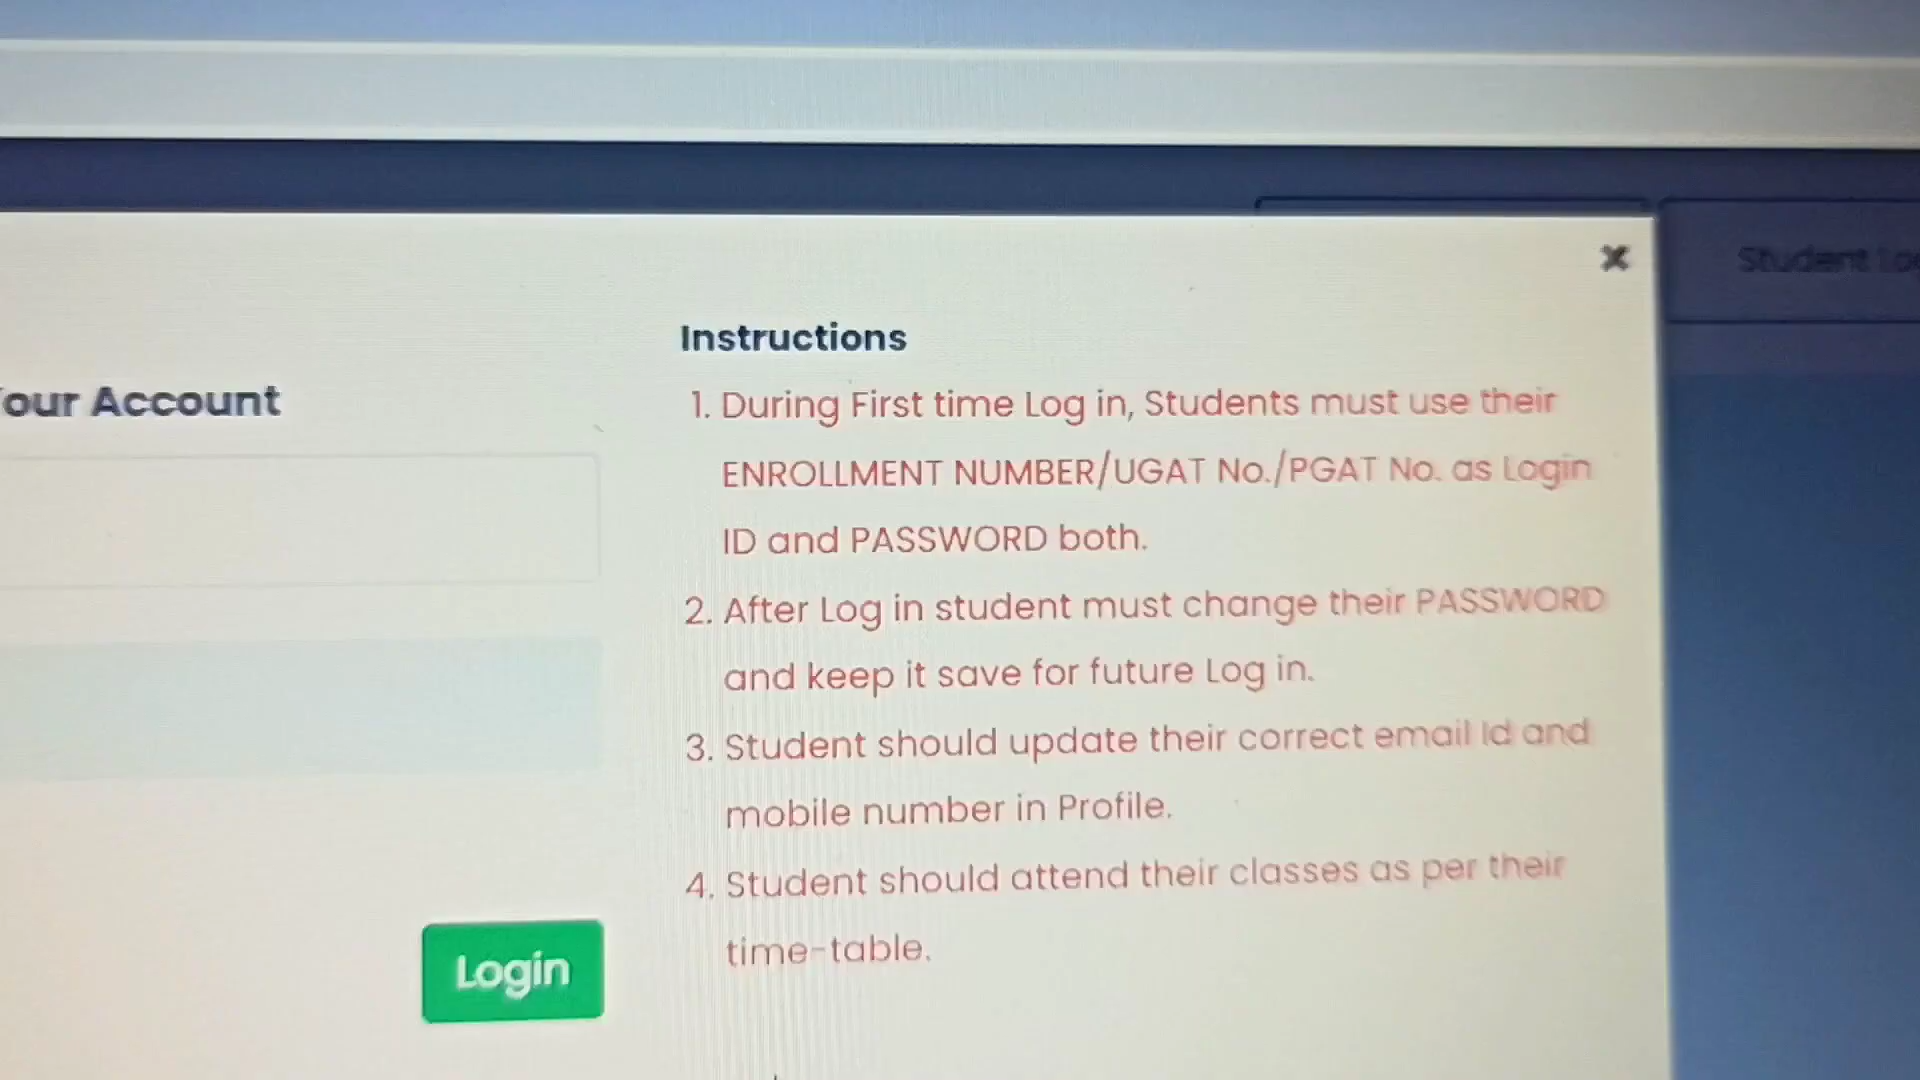 Student
Instructions
our Account
1. During First time Log in, Students must use their
ENROLLMENT NUMBER/UGAT No./PGAT No. as Login
ID and PASSWORD both.
2. After Log in student must change their PASSWORD
and keep it save for future Log in.
3. Student should update their correct email Id and
mobile number in Profile.
4. Student should attend their classes as per their
time-table.
Login